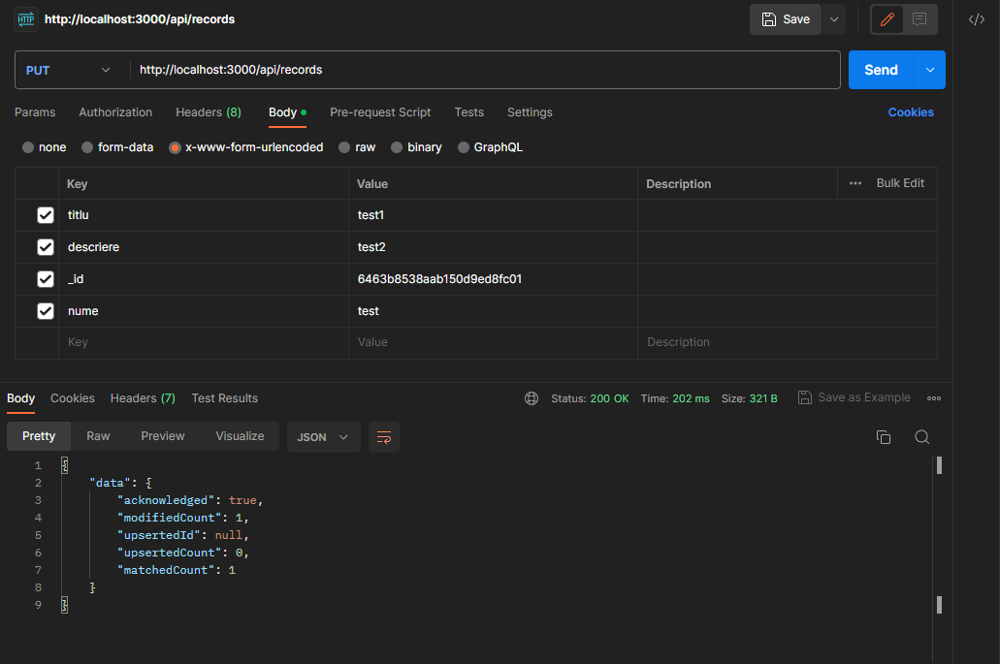 HTTP http://localhost:3000/api/records Save </>
PUT http://localhost:3000/api/records Send
Params Authorization Headers (8) Body Pre-request Script Tests Settings Cookies
none form-data x-www-form-urlencoded raw binary GraphQL
Key Value Description ••• Bulk Edit
titlu test1
descriere test2
_id 6463b8538aab150d9ed8fc01
nume test
Key Value Description
Body Cookies Headers (7) Test Results Status: 200 OK Time: 202 ms Size: 321 B Save as Example
Pretty Raw Preview Visualize JSON
1 {
2 "data": {
3 "acknowledged": true,
4 "modifiedCount": 1,
5 "upsertedId": null,
6 "upsertedCount": 0,
7 "matchedCount": 1
8 }
9 }